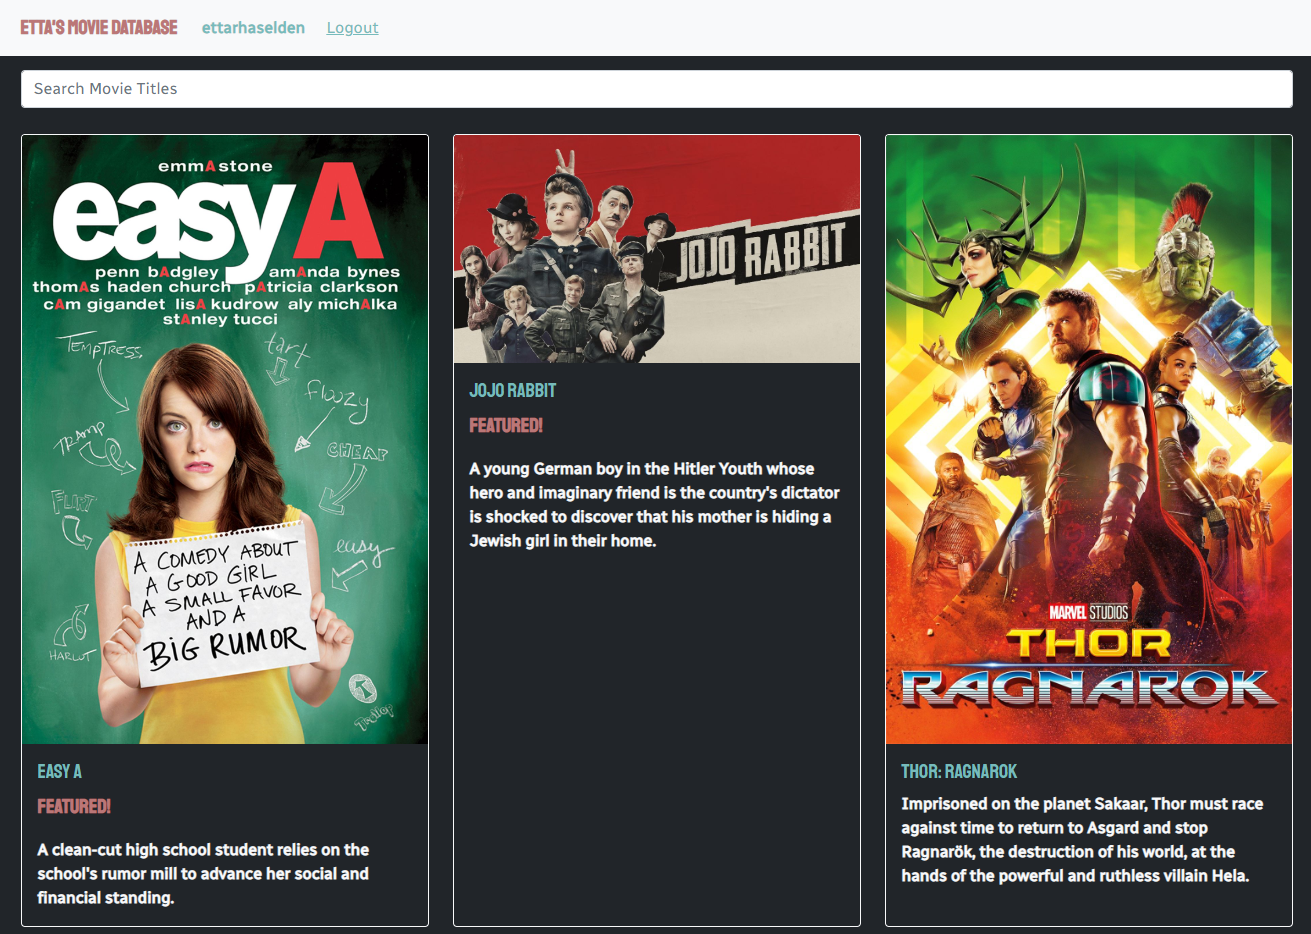 ETTA'S MOVIE DATABASE ettarhaselden Logout
Search Movie Titles
emmAstone
easy A
penn bAdgley amAnda bynes
thomAs haden church pAtricia clarkson
cAm gigandet lisA kudrow aly michAlka
stAnley tucci
TEMPTRESS
tart
floozy
TRAMP
CHEAP
FLIRT
easy
HARLOT
A COMEDY ABOUT
A GOOD GIRL
A SMALL FAVOR
AND A
BiG RUMOR
EASY A
FEATURED!
A clean-cut high school student relies on the
school's rumor mill to advance her social and
financial standing.
JOJO RABBIT
JOJO RABBIT
FEATURED!
A young German boy in the Hitler Youth whose
hero and imaginary friend is the country's dictator
is shocked to discover that his mother is hiding a
Jewish girl in their home.
MARVEL STUDIOS
THOR
RAGNAROK
THOR: RAGNAROK
Imprisoned on the planet Sakaar, Thor must race
against time to return to Asgard and stop
Ragnarök, the destruction of his world, at the
hands of the powerful and ruthless villain Hela.